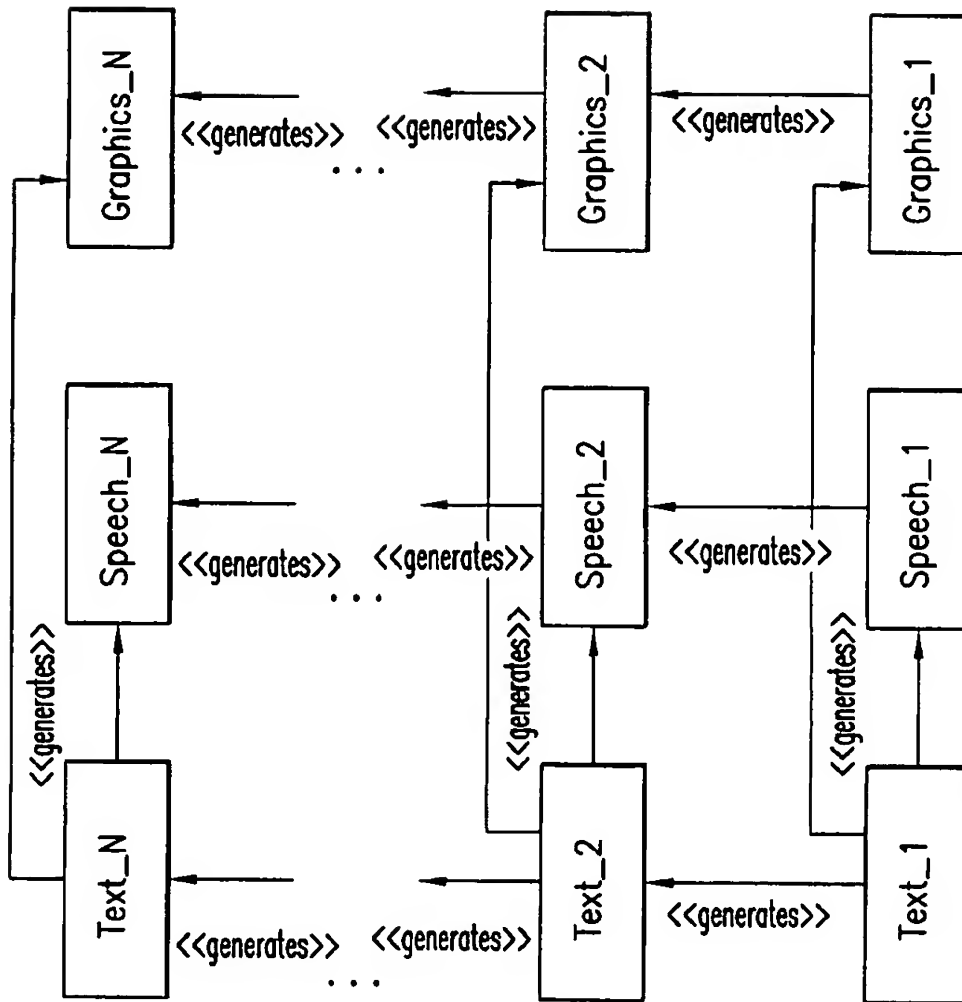 Graphics_N
<<generates>>
...
<<generates>>
Graphics_2
<<generates>>
Graphics_1
Speech_N
<<generates>>
...
<<generates>>
Speech_2
<<generates>>
Speech_1
<<generates>>
<<generates>>
<<generates>>
Text_N
<<generates>>
...
<<generates>>
Text_2
<<generates>>
Text_1